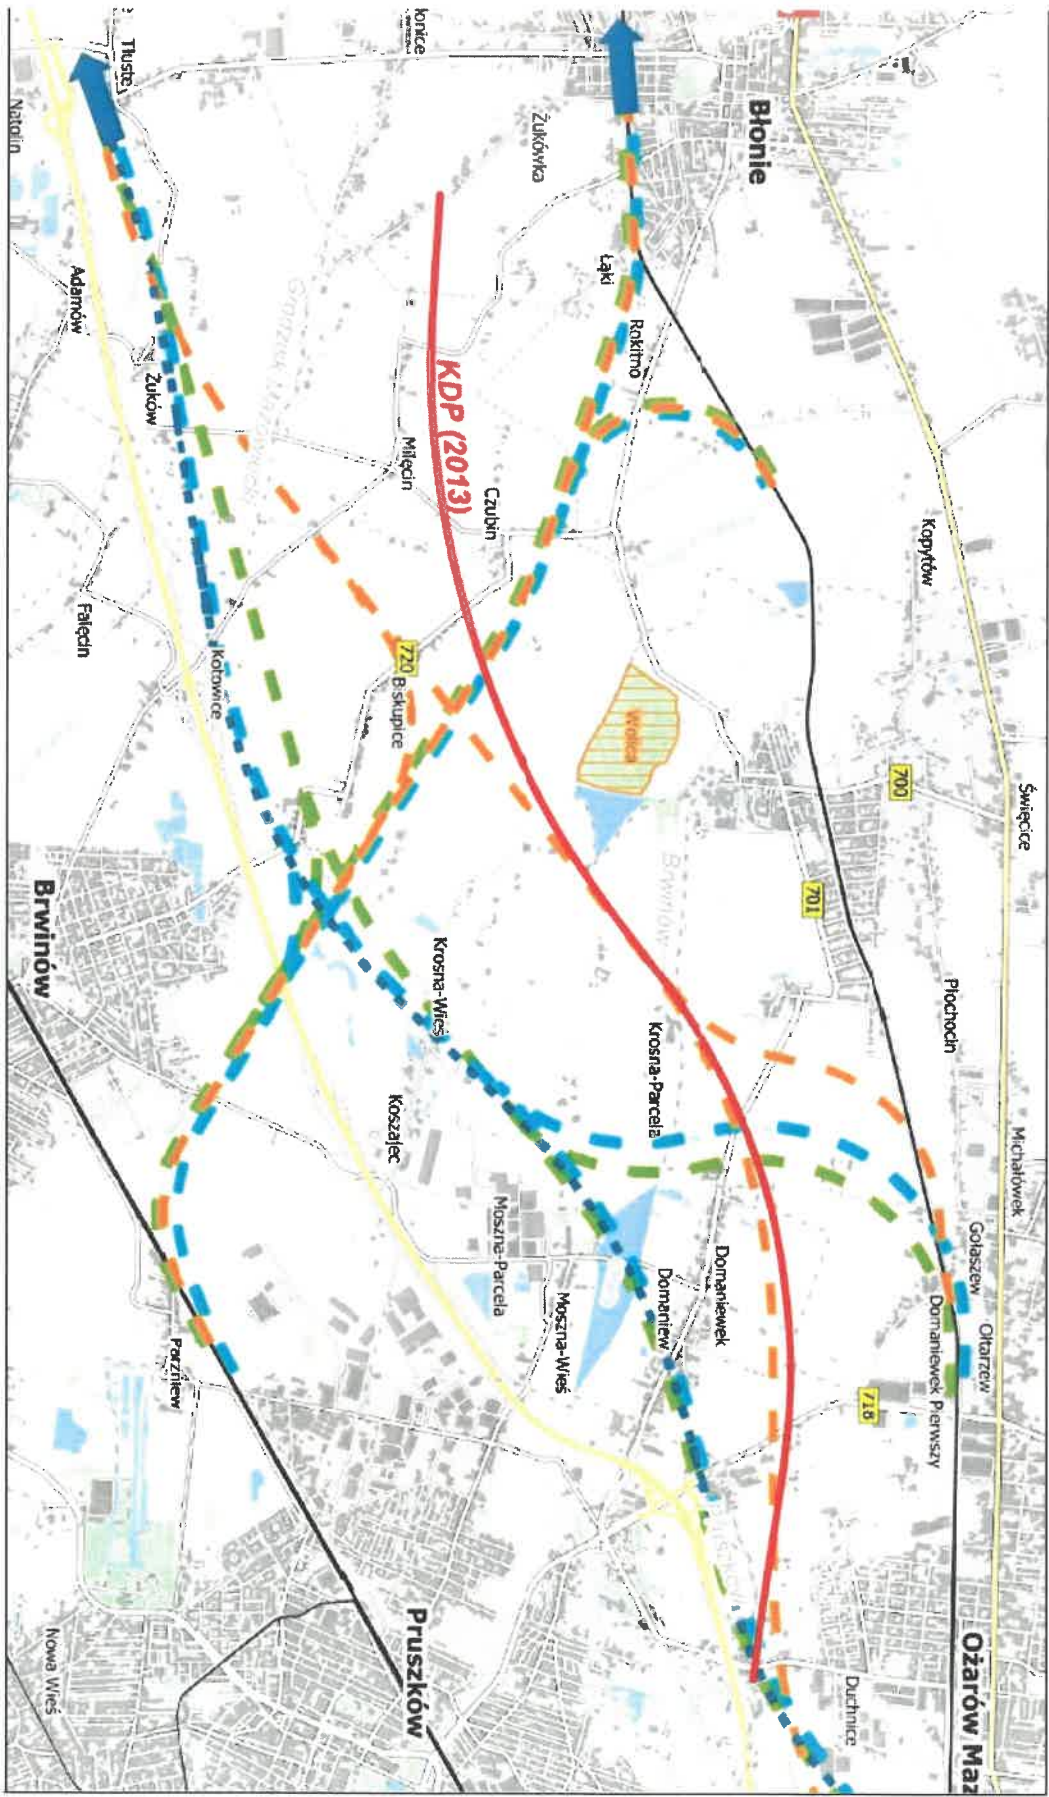 Błonie
Tłuste
Natolin
Żukówka
Łąki
Adamów
Rokitno
Żuków
KDP (2013)
Milęcin
Czubin
Kopytów
Falęcin
Kotowice
720
Biskupice
Wolica
700
Święcice
701
Brwinów
Krosna-Wieś
Płochocin
Krosna-Parcela
Koszajec
Michałówek
Moszna-Parcela
Gołaszew
Domaniewek
Domaniew
Moszna-Wieś
Ołtarzew
Domaniewek Pierwszy
Parzniew
718
Pruszków
Ożarów Maz
Duchnice
Nowa Wieś